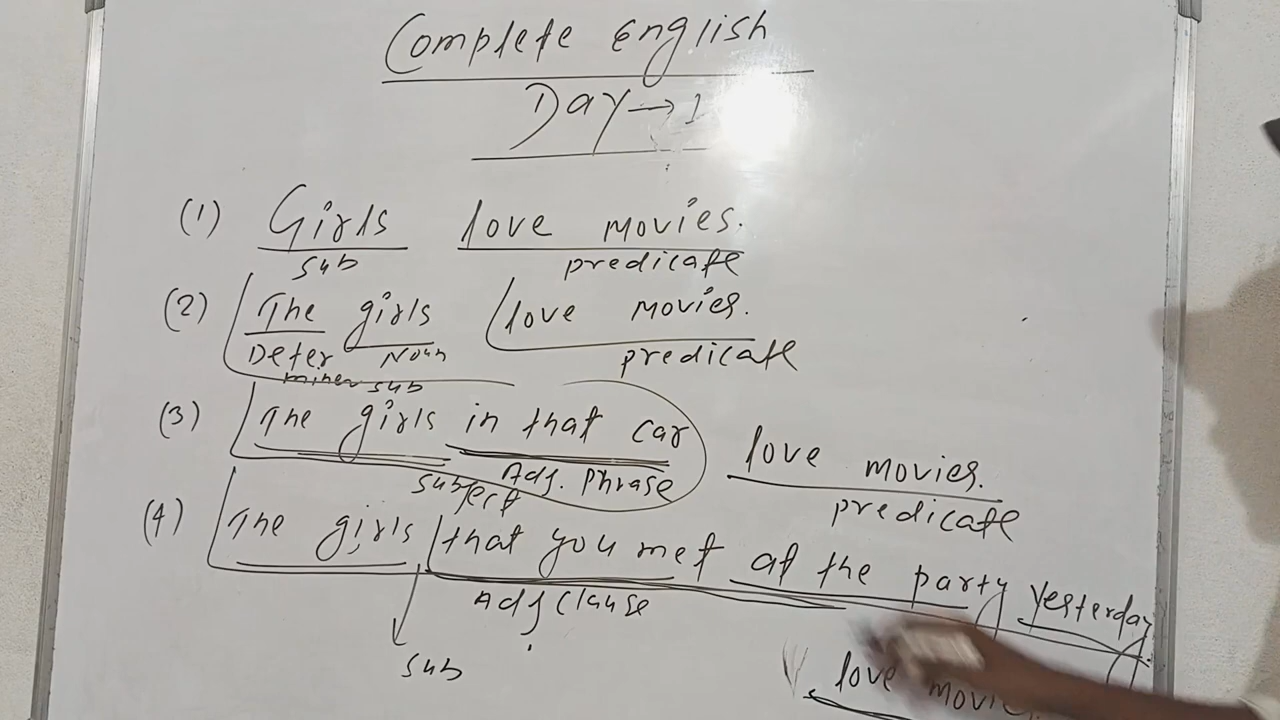 Complete English
Day → 1
(1) Girls love movies.
sub predicate
(2) The girls love movies.
Deter Noun predicate
miner sub
(3) The girls in that car love movies.
subject Adj. Phrase predicate
(4) The girls that you met at the party yesterday
Adj clause
sub
love movies